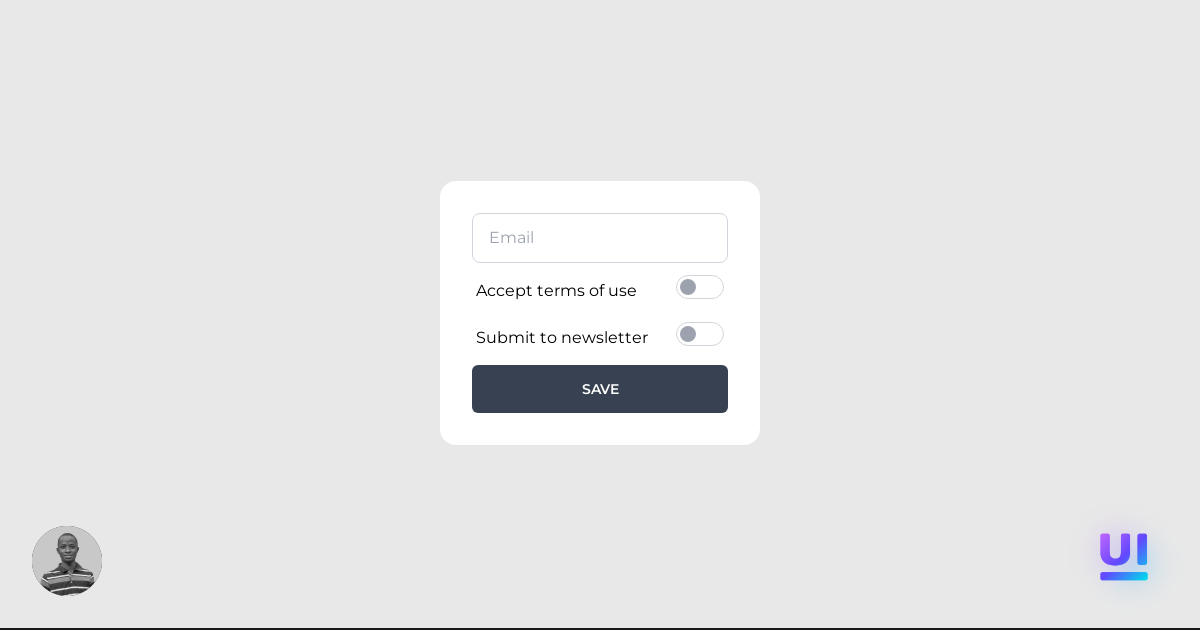 Email
Accept terms of use
Submit to newsletter
SAVE
UI